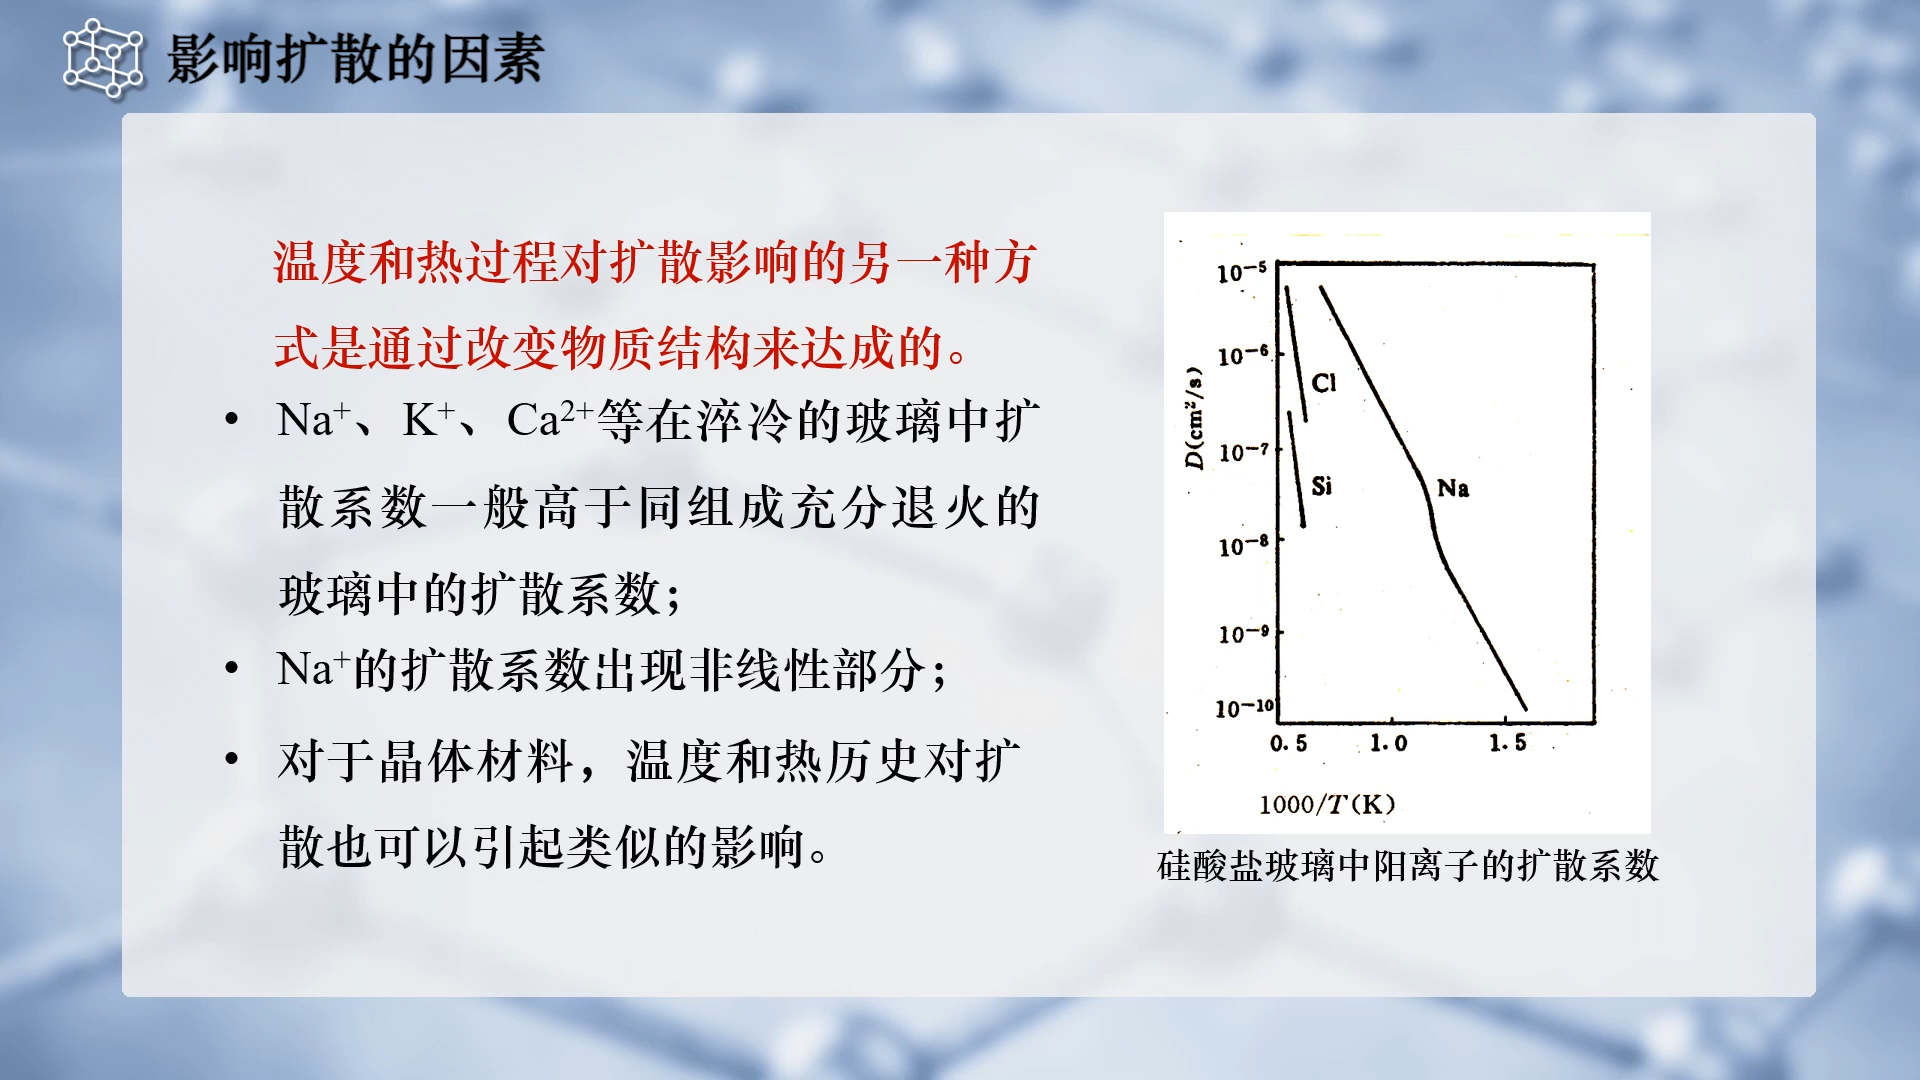 影响扩散的因素
温度和热过程对扩散影响的另一种方
式是通过改变物质结构来达成的。
• Na⁺、K⁺、Ca²⁺等在淬冷的玻璃中扩
散系数一般高于同组成充分退火的
玻璃中的扩散系数；
• Na⁺的扩散系数出现非线性部分；
• 对于晶体材料，温度和热历史对扩
散也可以引起类似的影响。
10⁻⁵
10⁻⁶
10⁻⁷
10⁻⁸
10⁻⁹
10⁻¹⁰
D(cm²/s)
Cl
Si
Na
0.5 1.0 1.5
1000/T(K)
硅酸盐玻璃中阳离子的扩散系数